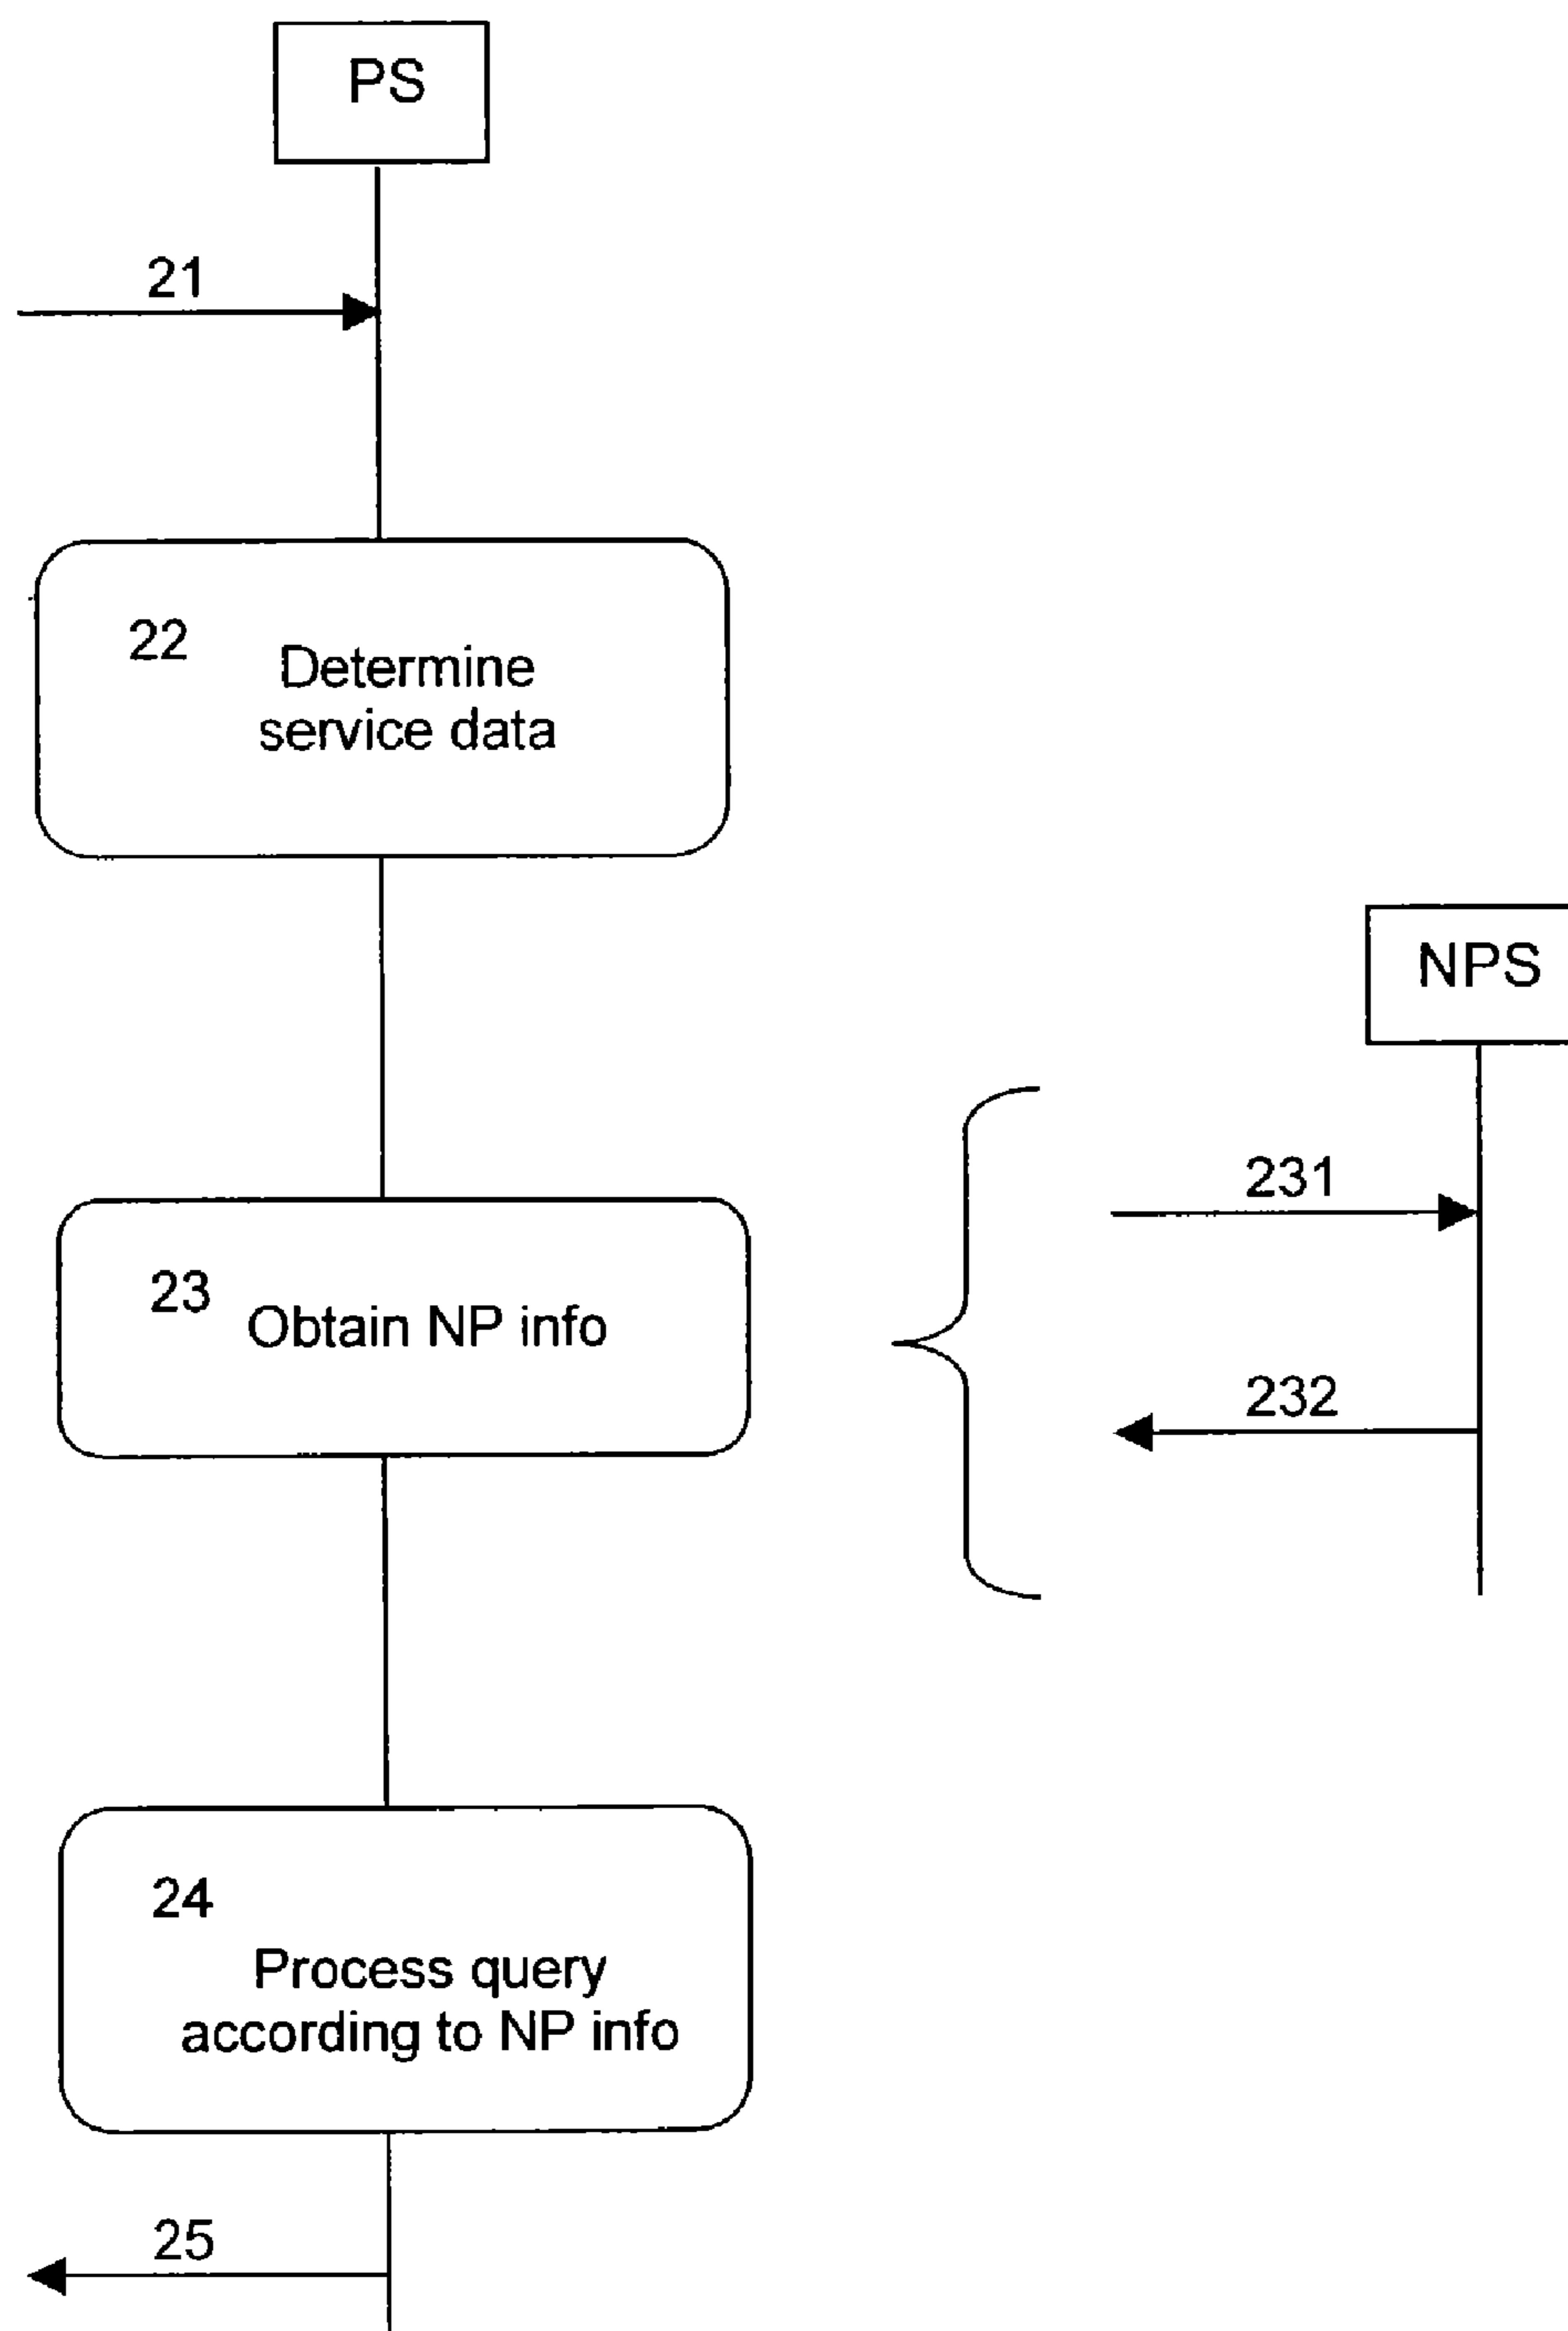 PS
21
22
Determine
service data
NPS
231
23
Obtain NP info
232
24
Process query
according to NP info
25